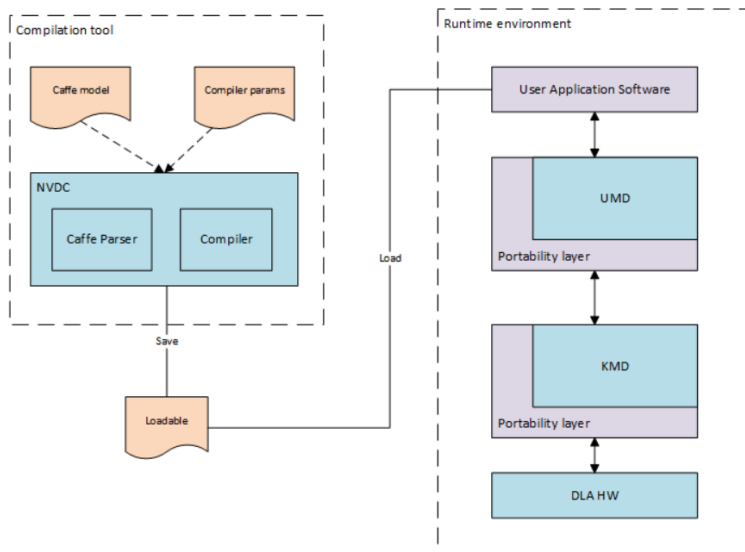 Compilation tool
Caffe model
Compiler params
NVDC
Caffe Parser
Compiler
Save
Loadable
Load
Runtime environment
User Application Software
UMD
Portability layer
KMD
Portability layer
DLA HW